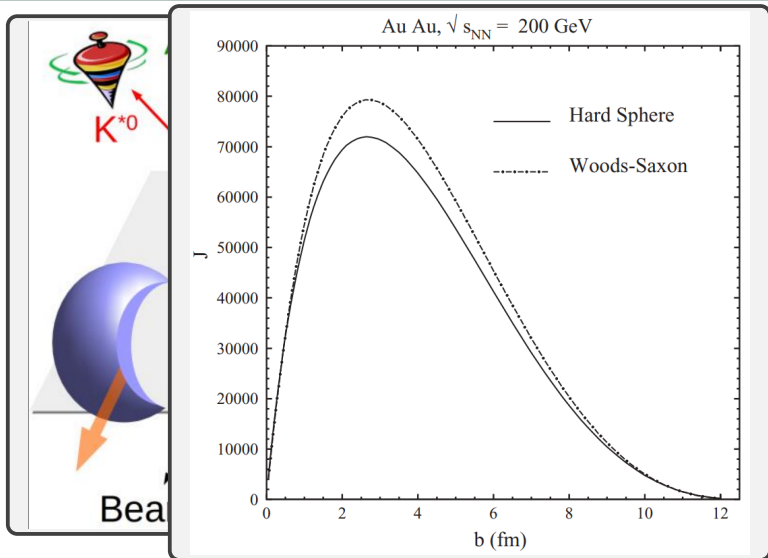 K*0
Bea
Au Au, √ sNN = 200 GeV
90000
80000
70000
60000
50000
40000
30000
20000
10000
0
J
Hard Sphere
Woods-Saxon
0 2 4 6 8 10 12
b (fm)